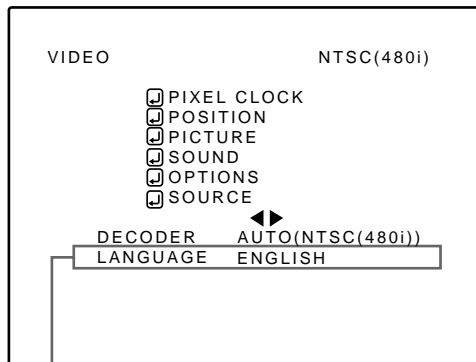 VIDEO NTSC(480i)
PIXEL CLOCK
POSITION
PICTURE
SOUND
OPTIONS
SOURCE
DECODER AUTO(NTSC(480i))
LANGUAGE ENGLISH